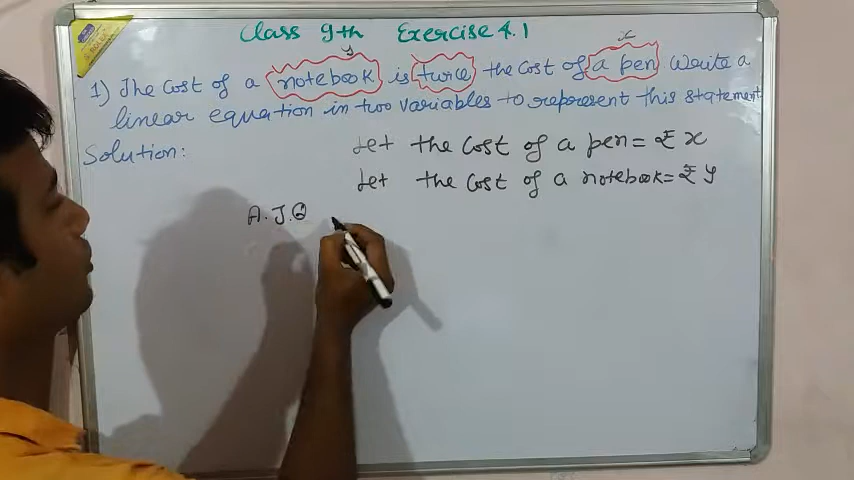 Class 9th Exercise 4.1
y x
1) The Cost of a notebook is twice the cost of a pen write a
linear equation in two variables to represent this statement
Solution:
Let the cost of a pen = ₹ x
Let the cost of a notebook = ₹ y
A.T.Q